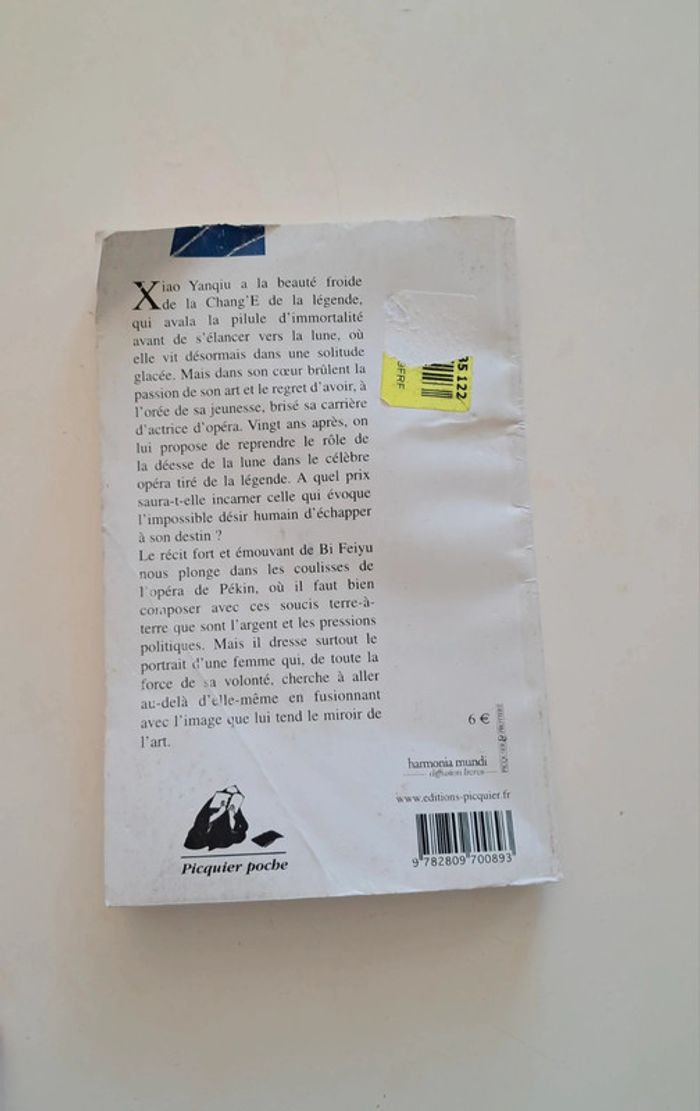 Xiao Yanqiu a la beauté froide
de la Chang'E de la légende,
qui avala la pilule d'immortalité
avant de s'élancer vers la lune, où
elle vit désormais dans une solitude
glacée. Mais dans son cœur brûlent la
passion de son art et le regret d'avoir, à
l'orée de sa jeunesse, brisé sa carrière
d'actrice d'opéra. Vingt ans après, on
lui propose de reprendre le rôle de
la déesse de la lune dans le célèbre
opéra tiré de la légende. A quel prix
saura-t-elle incarner celle qui évoque
l'impossible désir humain d'échapper
à son destin ?
Le récit fort et émouvant de Bi Feiyu
nous plonge dans les coulisses de
l'opéra de Pékin, où il faut bien
composer avec ces soucis terre-à-
terre que sont l'argent et les pressions
politiques. Mais il dresse surtout le
portrait d'une femme qui, de toute la
force de sa volonté, cherche à aller
au-delà d'elle-même en fusionnant
avec l'image que lui tend le miroir de
l'art.
Picquier poche
35 122
6 €
harmonia mundi
diffusion livres
www.editions-picquier.fr
9 782809 700893